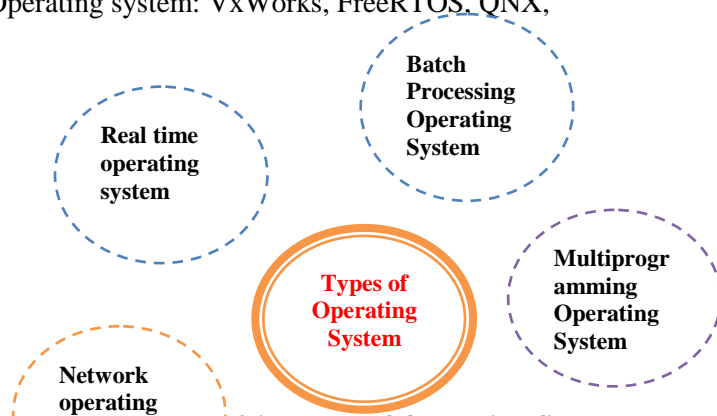 Operating system: VxWorks, FreeRTOS, QNX,
Batch
Processing
Operating
System
Real time
operating
system
Multiprogr
amming
Operating
System
Types of
Operating
System
Network
operating